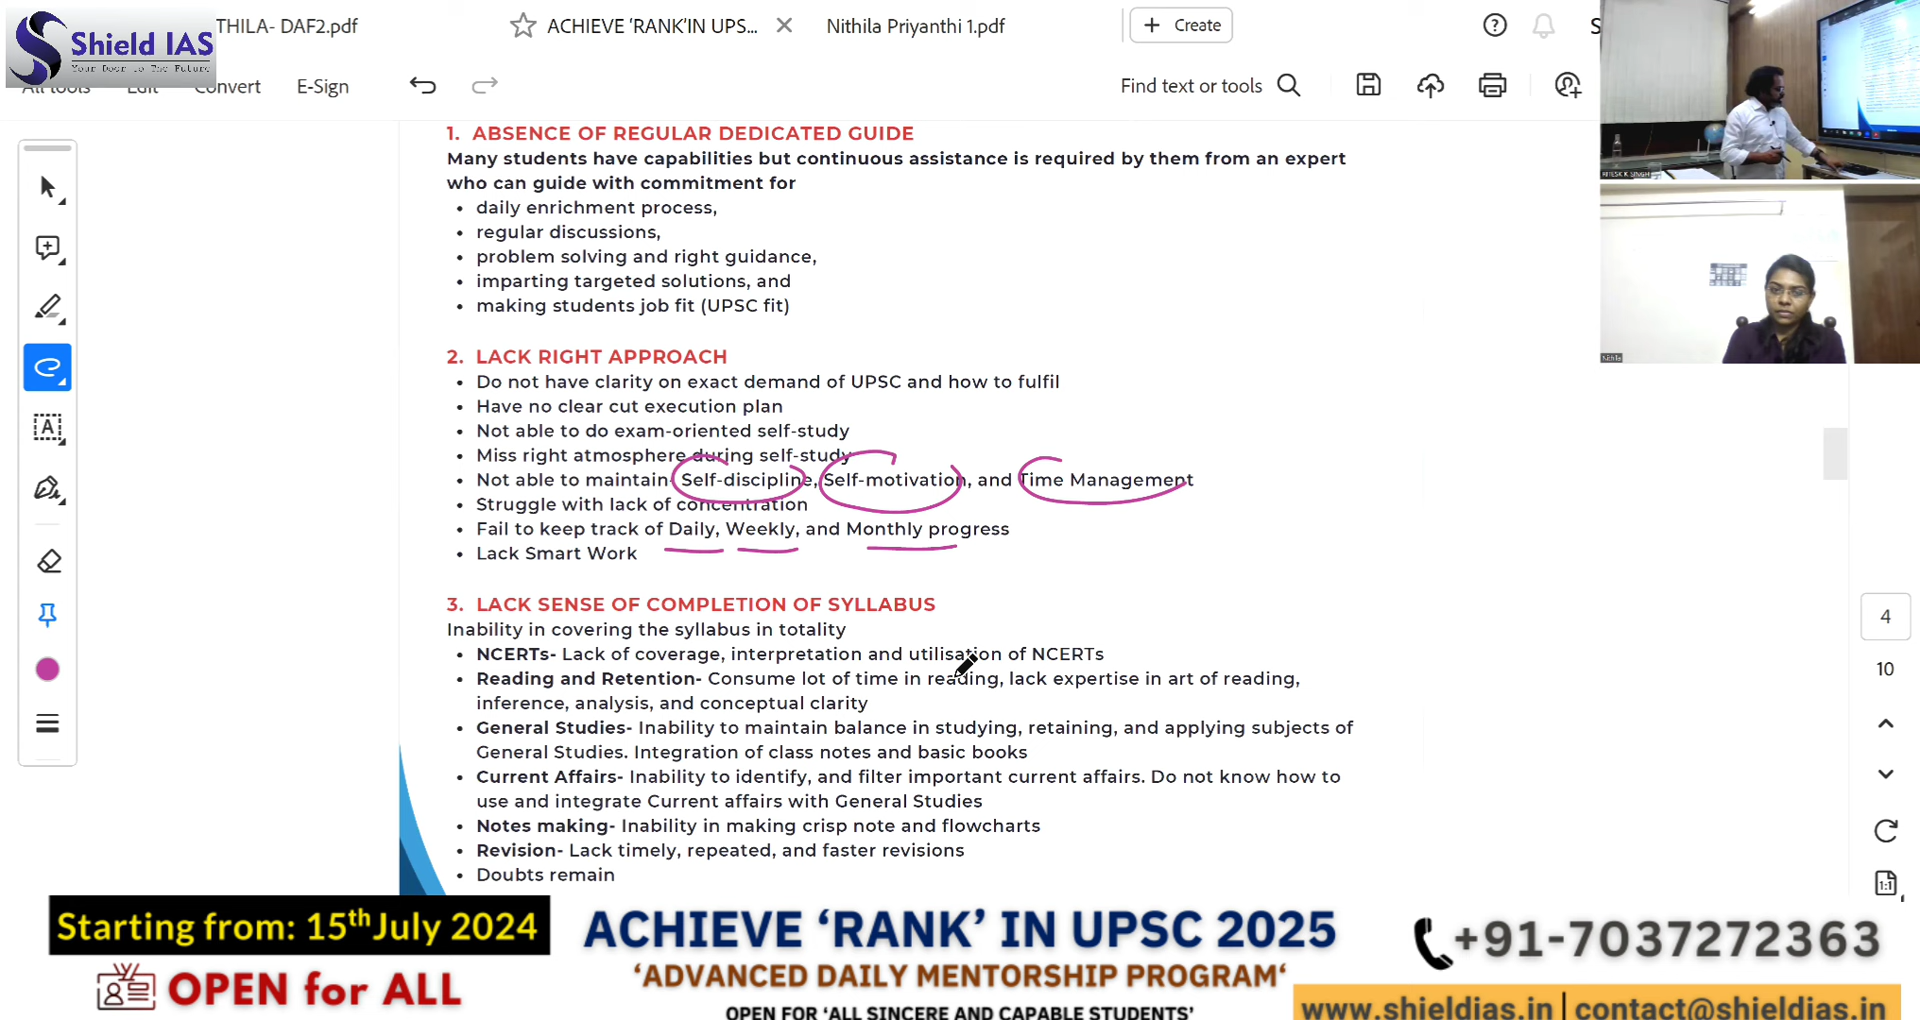 Shield IAS
Your Door to The Future
THILA- DAF2.pdf
ACHIEVE ‘RANK’IN UPS...
Nithila Priyanthi 1.pdf
Create
All tools
Edit
Convert
E-Sign
Find text or tools
1. ABSENCE OF REGULAR DEDICATED GUIDE
Many students have capabilities but continuous assistance is required by them from an expert
who can guide with commitment for
• daily enrichment process,
• regular discussions,
• problem solving and right guidance,
• imparting targeted solutions, and
• making students job fit (UPSC fit)
2. LACK RIGHT APPROACH
• Do not have clarity on exact demand of UPSC and how to fulfil
• Have no clear cut execution plan
• Not able to do exam-oriented self-study
• Miss right atmosphere during self-study
• Not able to maintain- Self-discipline, Self-motivation, and Time Management
• Struggle with lack of concentration
• Fail to keep track of Daily, Weekly, and Monthly progress
• Lack Smart Work
3. LACK SENSE OF COMPLETION OF SYLLABUS
Inability in covering the syllabus in totality
• NCERTs- Lack of coverage, interpretation and utilisation of NCERTs
• Reading and Retention- Consume lot of time in reading, lack expertise in art of reading,
inference, analysis, and conceptual clarity
• General Studies- Inability to maintain balance in studying, retaining, and applying subjects of
General Studies. Integration of class notes and basic books
• Current Affairs- Inability to identify, and filter important current affairs. Do not know how to
use and integrate Current affairs with General Studies
• Notes making- Inability in making crisp note and flowcharts
• Revision- Lack timely, repeated, and faster revisions
• Doubts remain
4
10
1:1
RITESK K SINGH
Starting from: 15th July 2024
OPEN for ALL
ACHIEVE ‘RANK’ IN UPSC 2025
‘ADVANCED DAILY MENTORSHIP PROGRAM‘
OPEN FOR ‘ALL SINCERE AND CAPABLE STUDENTS’
+91-7037272363
www.shieldias.in | contact@shieldias.in